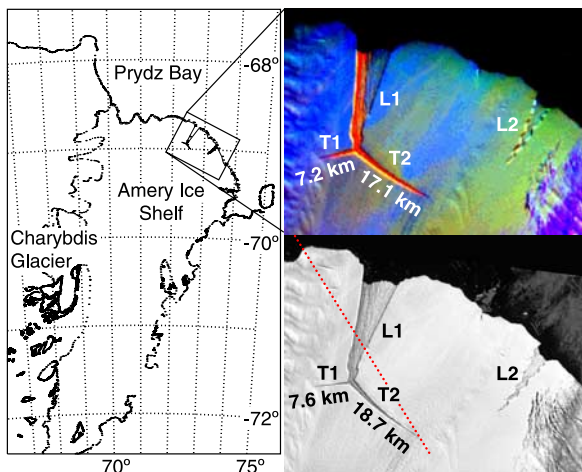 Prydz Bay
Amery Ice
Shelf
Charybdis
Glacier
-68°
-70°
-72°
70°
75°
L1
L2
T1
T2
7.2 km
17.1 km
L1
L2
T1
T2
7.6 km
18.7 km